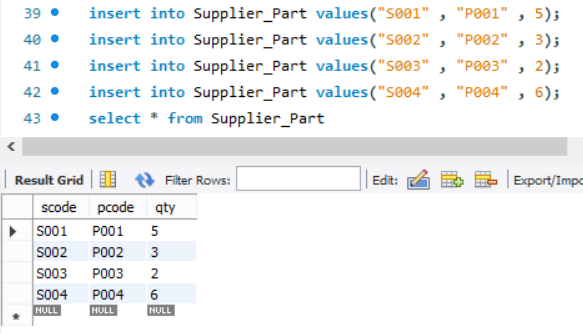 39 insert into Supplier_Part values("S001" , "P001" , 5);
40 insert into Supplier_Part values("S002" , "P002" , 3);
41 insert into Supplier_Part values("S003" , "P003" , 2);
42 insert into Supplier_Part values("S004" , "P004" , 6);
43 select * from Supplier_Part
Result Grid Filter Rows: Edit: Export/Impo
scode pcode qty
S001 P001 5
S002 P002 3
S003 P003 2
S004 P004 6
NULL NULL NULL